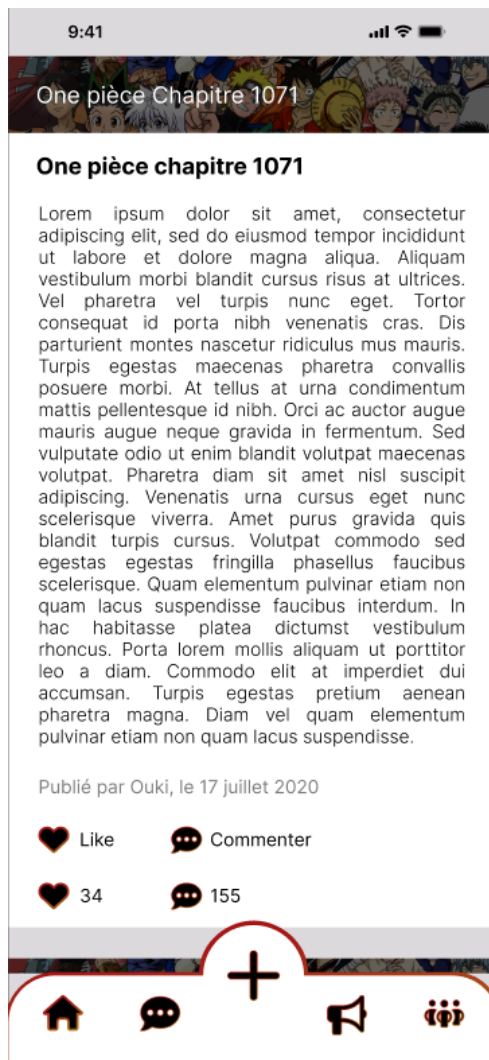 9:41
One pièce Chapitre 1071
One pièce chapitre 1071
Lorem ipsum dolor sit amet, consectetur
adipiscing elit, sed do eiusmod tempor incididunt
ut labore et dolore magna aliqua. Aliquam
vestibulum morbi blandit cursus risus at ultrices.
Vel pharetra vel turpis nunc eget. Tortor
consequat id porta nibh venenatis cras. Dis
parturient montes nascetur ridiculus mus mauris.
Turpis egestas maecenas pharetra convallis
posuere morbi. At tellus at urna condimentum
mattis pellentesque id nibh. Orci ac auctor augue
mauris augue neque gravida in fermentum. Sed
vulputate odio ut enim blandit volutpat maecenas
volutpat. Pharetra diam sit amet nisl suscipit
adipiscing. Venenatis urna cursus eget nunc
scelerisque viverra. Amet purus gravida quis
blandit turpis cursus. Volutpat commodo sed
egestas egestas fringilla phasellus faucibus
scelerisque. Quam elementum pulvinar etiam non
quam lacus suspendisse faucibus interdum. In
hac habitasse platea dictumst vestibulum
rhoncus. Porta lorem mollis aliquam ut porttitor
leo a diam. Commodo elit at imperdiet dui
accumsan. Turpis egestas pretium aenean
pharetra magna. Diam vel quam elementum
pulvinar etiam non quam lacus suspendisse.
Publié par Ouki, le 17 juillet 2020
Like Commenter
34 155